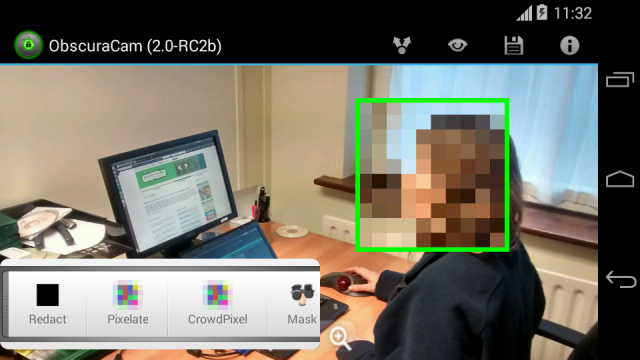 11:32
ObscuraCam (2.0-RC2b)
Redact
Pixelate
CrowdPixel
Mask